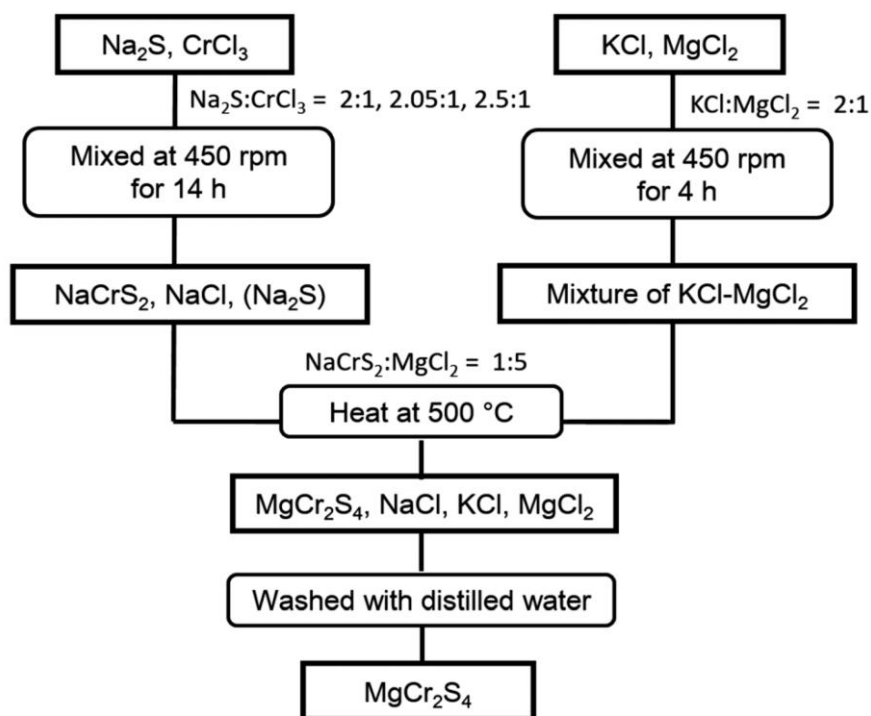 Na₂S, CrCl₃
Na₂S:CrCl₃ = 2:1, 2.05:1, 2.5:1
Mixed at 450 rpm
for 14 h
NaCrS₂, NaCl, (Na₂S)
KCl, MgCl₂
KCl:MgCl₂ = 2:1
Mixed at 450 rpm
for 4 h
Mixture of KCl-MgCl₂
NaCrS₂:MgCl₂ = 1:5
Heat at 500 °C
MgCr₂S₄, NaCl, KCl, MgCl₂
Washed with distilled water
MgCr₂S₄